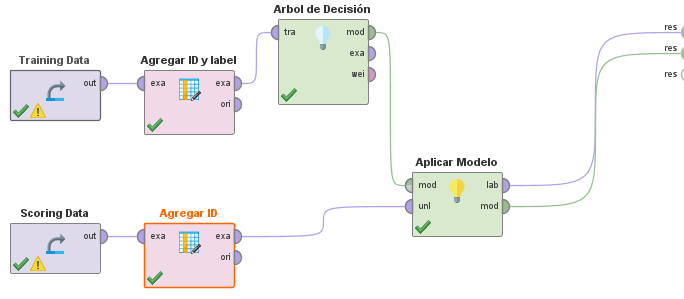 Arbol de Decisión
tra
mod
exa
wei
Training Data
out
Agregar ID y label
exa
exa
ori
res
res
res
Aplicar Modelo
mod
lab
unl
mod
Scoring Data
out
Agregar ID
exa
exa
ori